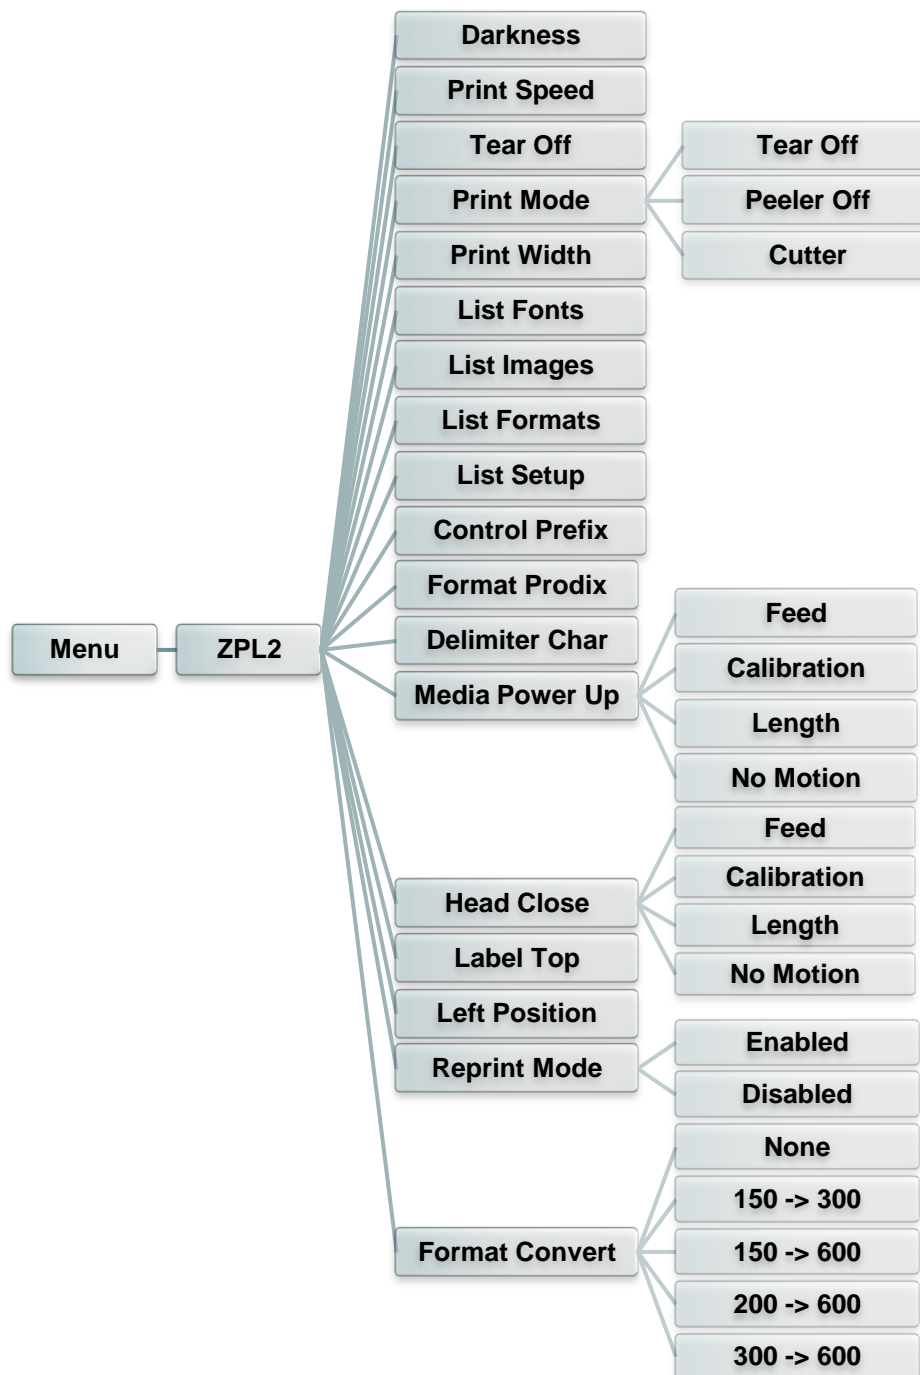 Menu
ZPL2
Darkness
Print Speed
Tear Off
Print Mode
Tear Off
Peeler Off
Cutter
Print Width
List Fonts
List Images
List Formats
List Setup
Control Prefix
Format Prodix
Delimiter Char
Media Power Up
Feed
Calibration
Length
No Motion
Head Close
Feed
Calibration
Length
No Motion
Label Top
Left Position
Reprint Mode
Enabled
Disabled
Format Convert
None
150 -> 300
150 -> 600
200 -> 600
300 -> 600